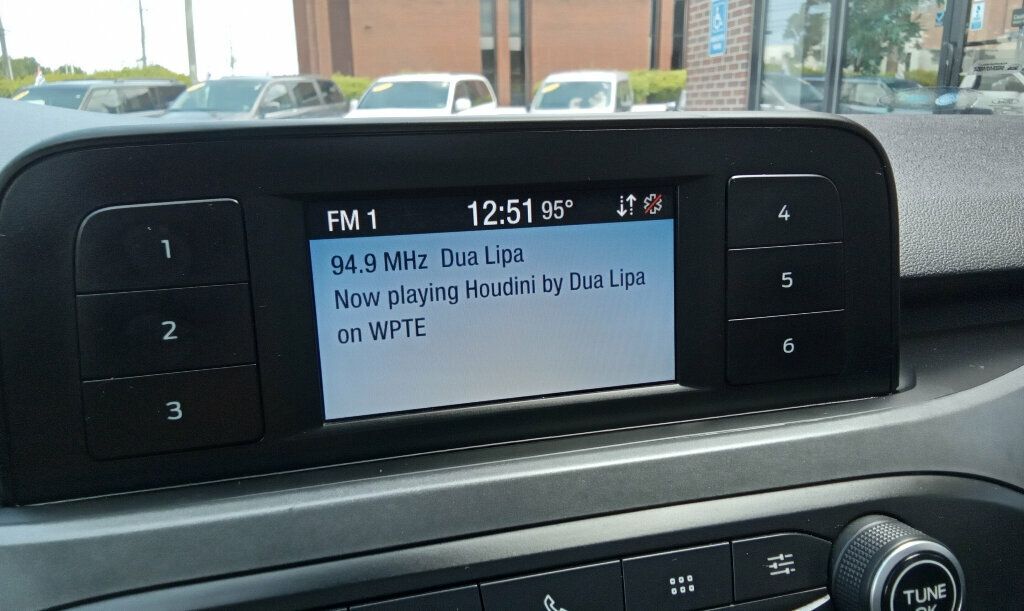 FM 1 12:51 95°
94.9 MHz Dua Lipa
Now playing Houdini by Dua Lipa
on WPTE
1
2
3
4
5
6
TUNE